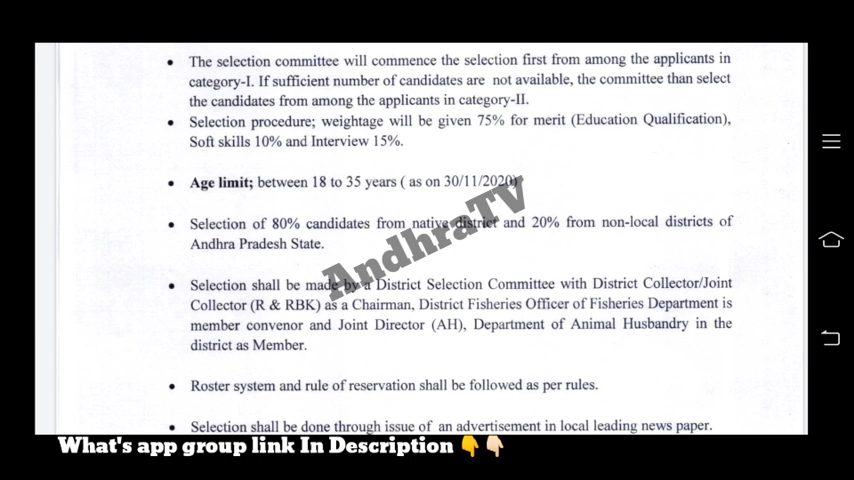 • The selection committee will commence the selection first from among the applicants in
category-I. If sufficient number of candidates are not available, the committee than select
the candidates from among the applicants in category-II.
• Selection procedure; weightage will be given 75% for merit (Education Qualification),
Soft skills 10% and Interview 15%.
• Age limit; between 18 to 35 years ( as on 30/11/2020)
• Selection of 80% candidates from native district and 20% from non-local districts of
Andhra Pradesh State.
AndhraTV
• Selection shall be made by a District Selection Committee with District Collector/Joint
Collector (R & RBK) as a Chairman, District Fisheries Officer of Fisheries Department is
member convenor and Joint Director (AH), Department of Animal Husbandry in the
district as Member.
• Roster system and rule of reservation shall be followed as per rules.
• Selection shall be done through issue of an advertisement in local leading news paper.
What's app group link In Description 👇👇🏻